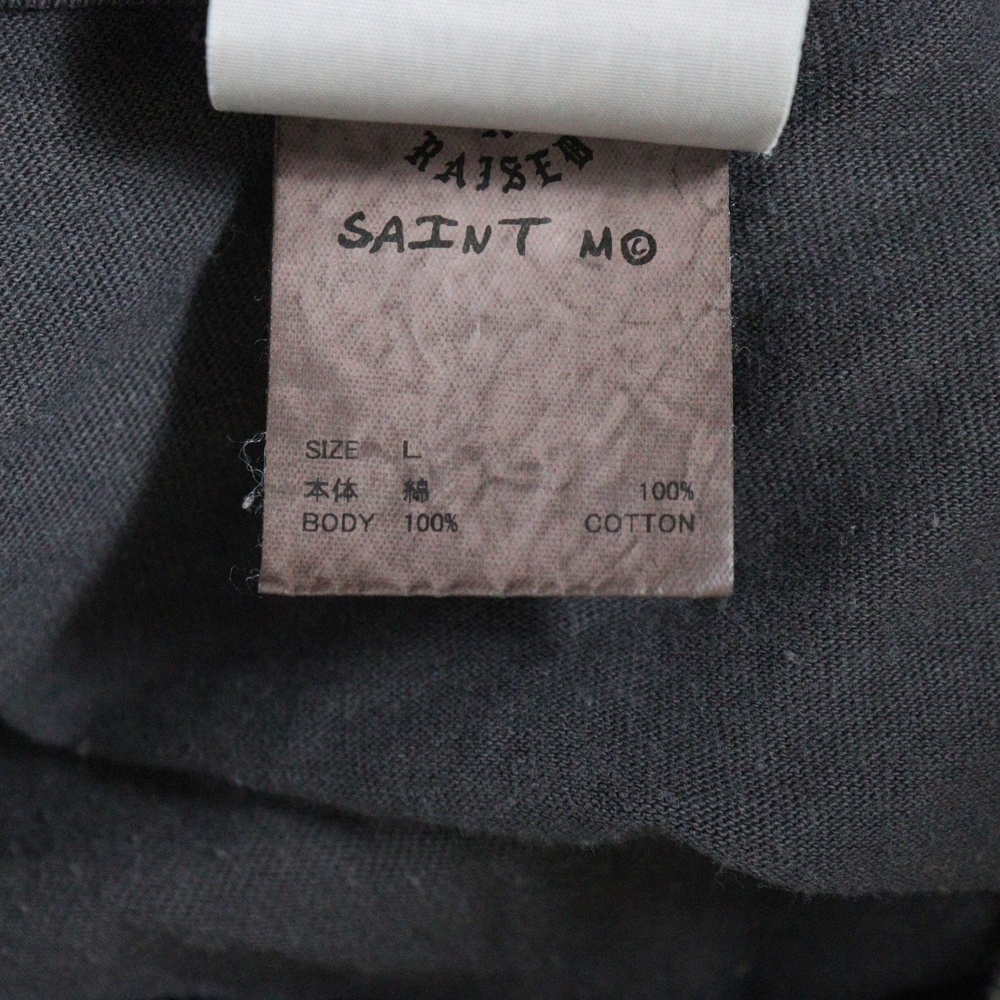 RAISED
SAINT M©
SIZE L
本体 綿 100%
BODY 100% COTTON